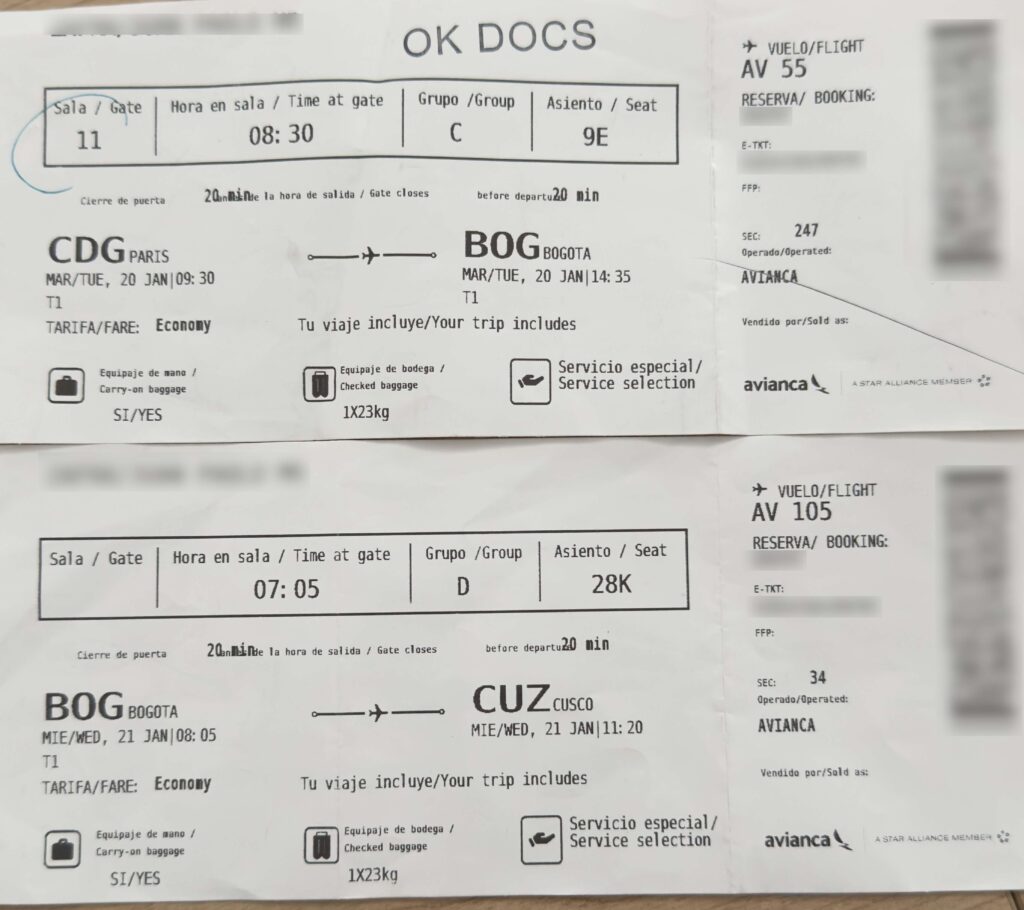 OK DOCS
Sala / Gate
11
Hora en sala / Time at gate
08:30
Grupo /Group
C
Asiento / Seat
9E
Cierre de puerta 20 min de la hora de salida / Gate closes before departu 20 min
CDG PARIS
MAR/TUE, 20 JAN|09:30
T1
BOG BOGOTA
MAR/TUE, 20 JAN|14:35
T1
TARIFA/FARE: Economy
Tu viaje incluye/Your trip includes
Equipaje de mano /
Carry-on baggage
SI/YES
Equipaje de bodega /
Checked baggage
1X23kg
Servicio especial/
Service selection
VUELO/FLIGHT
AV 55
RESERVA/ BOOKING:
E-TKT:
FFP:
SEC: 247
Operado/Operated:
AVIANCA
Vendido por/Sold as:
avianca
A STAR ALLIANCE MEMBER
Sala / Gate
Hora en sala / Time at gate
07:05
Grupo /Group
D
Asiento / Seat
28K
Cierre de puerta 20 min de la hora de salida / Gate closes before departu 20 min
BOG BOGOTA
MIE/WED, 21 JAN|08:05
T1
CUZ CUSCO
MIE/WED, 21 JAN|11:20
TARIFA/FARE: Economy
Tu viaje incluye/Your trip includes
Equipaje de mano /
Carry-on baggage
SI/YES
Equipaje de bodega /
Checked baggage
1X23kg
Servicio especial/
Service selection
VUELO/FLIGHT
AV 105
RESERVA/ BOOKING:
E-TKT:
FFP:
SEC: 34
Operado/Operated:
AVIANCA
Vendido por/Sold as:
avianca
A STAR ALLIANCE MEMBER